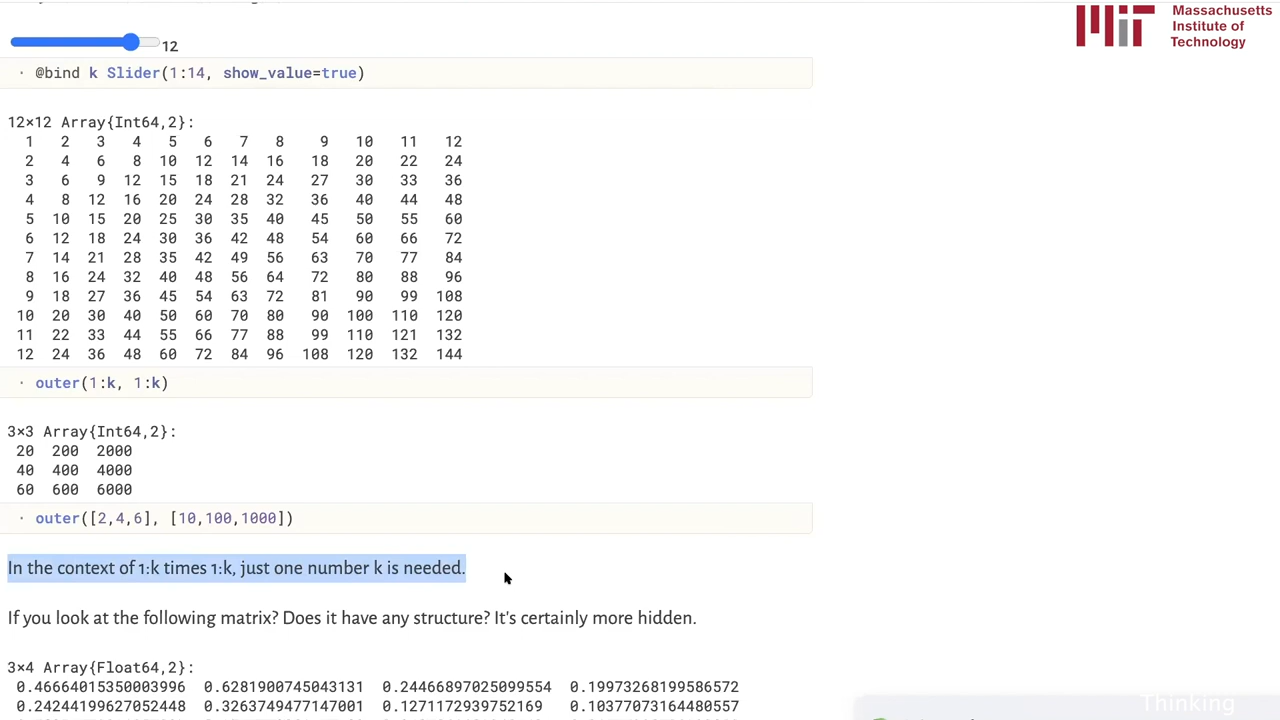 Massachusetts
Institute of
Technology
12
· @bind k Slider(1:14, show_value=true)
12×12 Array{Int64,2}:
1 2 3 4 5 6 7 8 9 10 11 12
2 4 6 8 10 12 14 16 18 20 22 24
3 6 9 12 15 18 21 24 27 30 33 36
4 8 12 16 20 24 28 32 36 40 44 48
5 10 15 20 25 30 35 40 45 50 55 60
6 12 18 24 30 36 42 48 54 60 66 72
7 14 21 28 35 42 49 56 63 70 77 84
8 16 24 32 40 48 56 64 72 80 88 96
9 18 27 36 45 54 63 72 81 90 99 108
10 20 30 40 50 60 70 80 90 100 110 120
11 22 33 44 55 66 77 88 99 110 121 132
12 24 36 48 60 72 84 96 108 120 132 144
· outer(1:k, 1:k)
3×3 Array{Int64,2}:
20 200 2000
40 400 4000
60 600 6000
· outer([2,4,6], [10,100,1000])
In the context of 1:k times 1:k, just one number k is needed.
If you look at the following matrix? Does it have any structure? It's certainly more hidden.
3×4 Array{Float64,2}:
0.46664015350003996 0.6281900745043131 0.24466897025099554 0.19973268199586572
0.24244199627052448 0.3263749477147001 0.1271172939752169 0.10377073164480557
Thinking